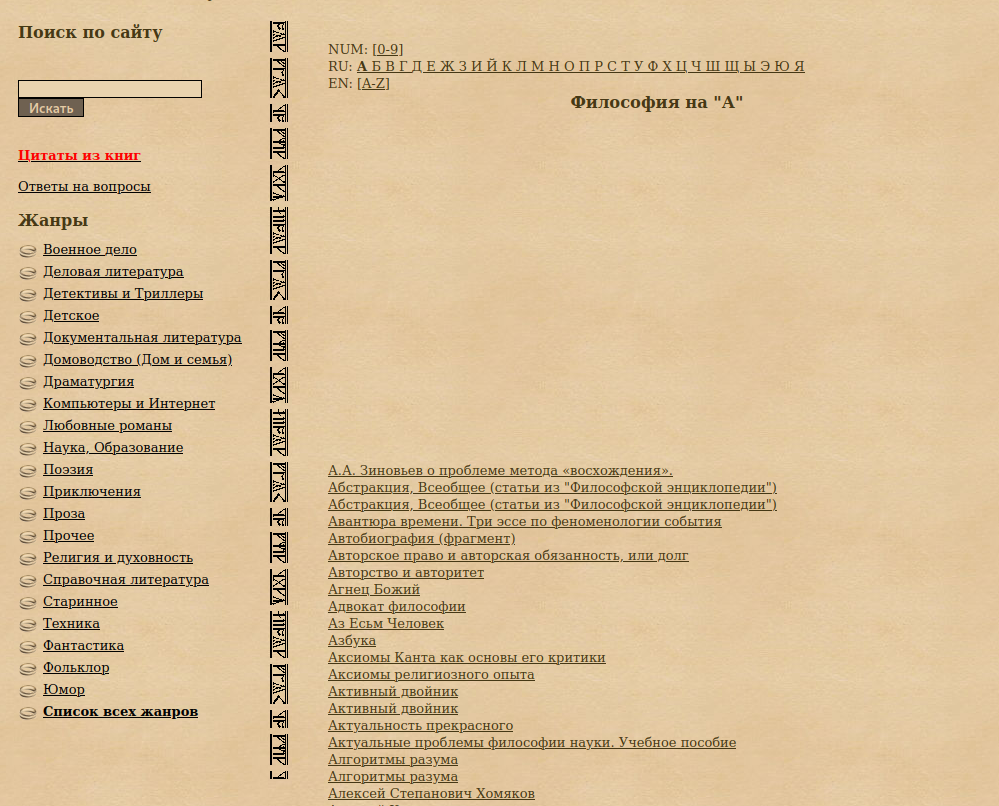 Поиск по сайту
Искать
Цитаты из книг
Ответы на вопросы
Жанры
Военное дело
Деловая литература
Детективы и Триллеры
Детское
Документальная литература
Домоводство (Дом и семья)
Драматургия
Компьютеры и Интернет
Любовные романы
Наука, Образование
Поэзия
Приключения
Проза
Прочее
Религия и духовность
Справочная литература
Старинное
Техника
Фантастика
Фольклор
Юмор
Список всех жанров
NUM: [0-9]
RU: А Б В Г Д Е Ж З И Й К Л М Н О П Р С Т У Ф Х Ц Ч Ш Щ Ы Э Ю Я
EN: [A-Z]
Философия на "А"
А.А. Зиновьев о проблеме метода «восхождения».
Абстракция, Всеобщее (статьи из "Философской энциклопедии")
Абстракция, Всеобщее (статьи из "Философской энциклопедии")
Авантюра времени. Три эссе по феноменологии события
Автобиография (фрагмент)
Авторское право и авторская обязанность, или долг
Авторство и авторитет
Агнец Божий
Адвокат философии
Аз Есьм Человек
Азбука
Аксиомы Канта как основы его критики
Аксиомы религиозного опыта
Активный двойник
Активный двойник
Актуальность прекрасного
Актуальные проблемы философии науки. Учебное пособие
Алгоритмы разума
Алгоритмы разума
Алексей Степанович Хомяков